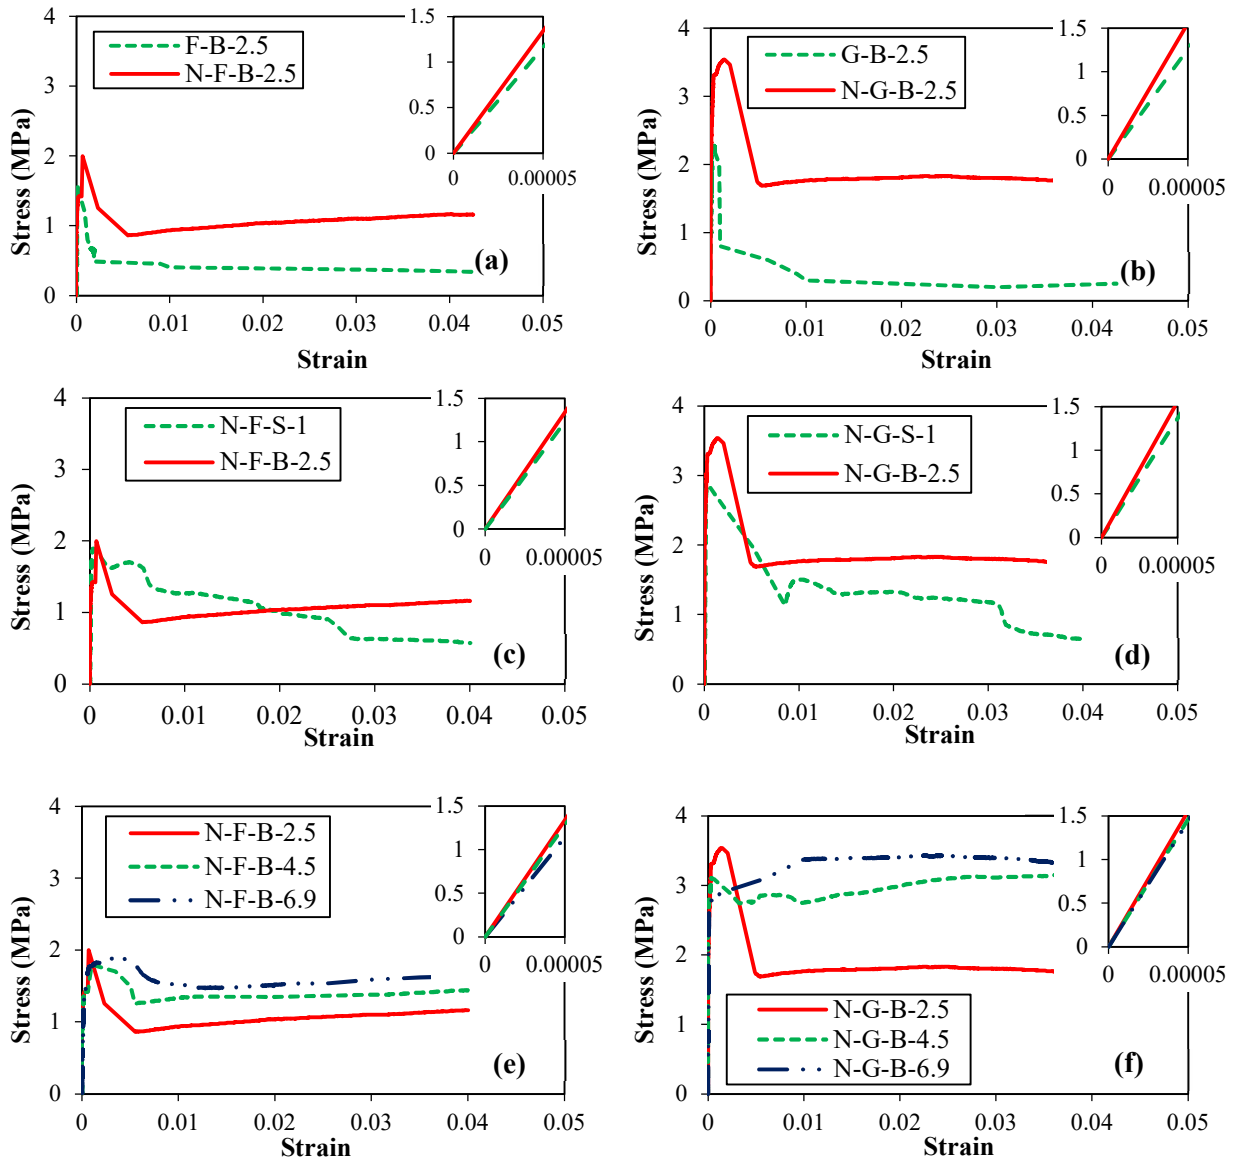 Stress (MPa)
4
3
2
1
0
F-B-2.5
N-F-B-2.5
1.5
1
0.5
0
0 0.00005
(a)
0 0.01 0.02 0.03 0.04 0.05
Strain
Stress (MPa)
4
3
2
1
0
G-B-2.5
N-G-B-2.5
1.5
1
0.5
0
0 0.00005
(b)
0 0.01 0.02 0.03 0.04 0.05
Strain
Stress (MPa)
4
3
2
1
0
N-F-S-1
N-F-B-2.5
1.5
1
0.5
0
0 0.00005
(c)
0 0.01 0.02 0.03 0.04 0.05
Strain
Stress (MPa)
4
3
2
1
0
N-G-S-1
N-G-B-2.5
1.5
1
0.5
0
0 0.00005
(d)
0 0.01 0.02 0.03 0.04 0.05
Strain
Stress (MPa)
4
3
2
1
0
N-F-B-2.5
N-F-B-4.5
N-F-B-6.9
1.5
1
0.5
0
0 0.00005
(e)
0 0.01 0.02 0.03 0.04 0.05
Strain
Stress (MPa)
4
3
2
1
0
1.5
1
0.5
0
0 0.00005
N-G-B-2.5
N-G-B-4.5
N-G-B-6.9
(f)
0 0.01 0.02 0.03 0.04 0.05
Strain